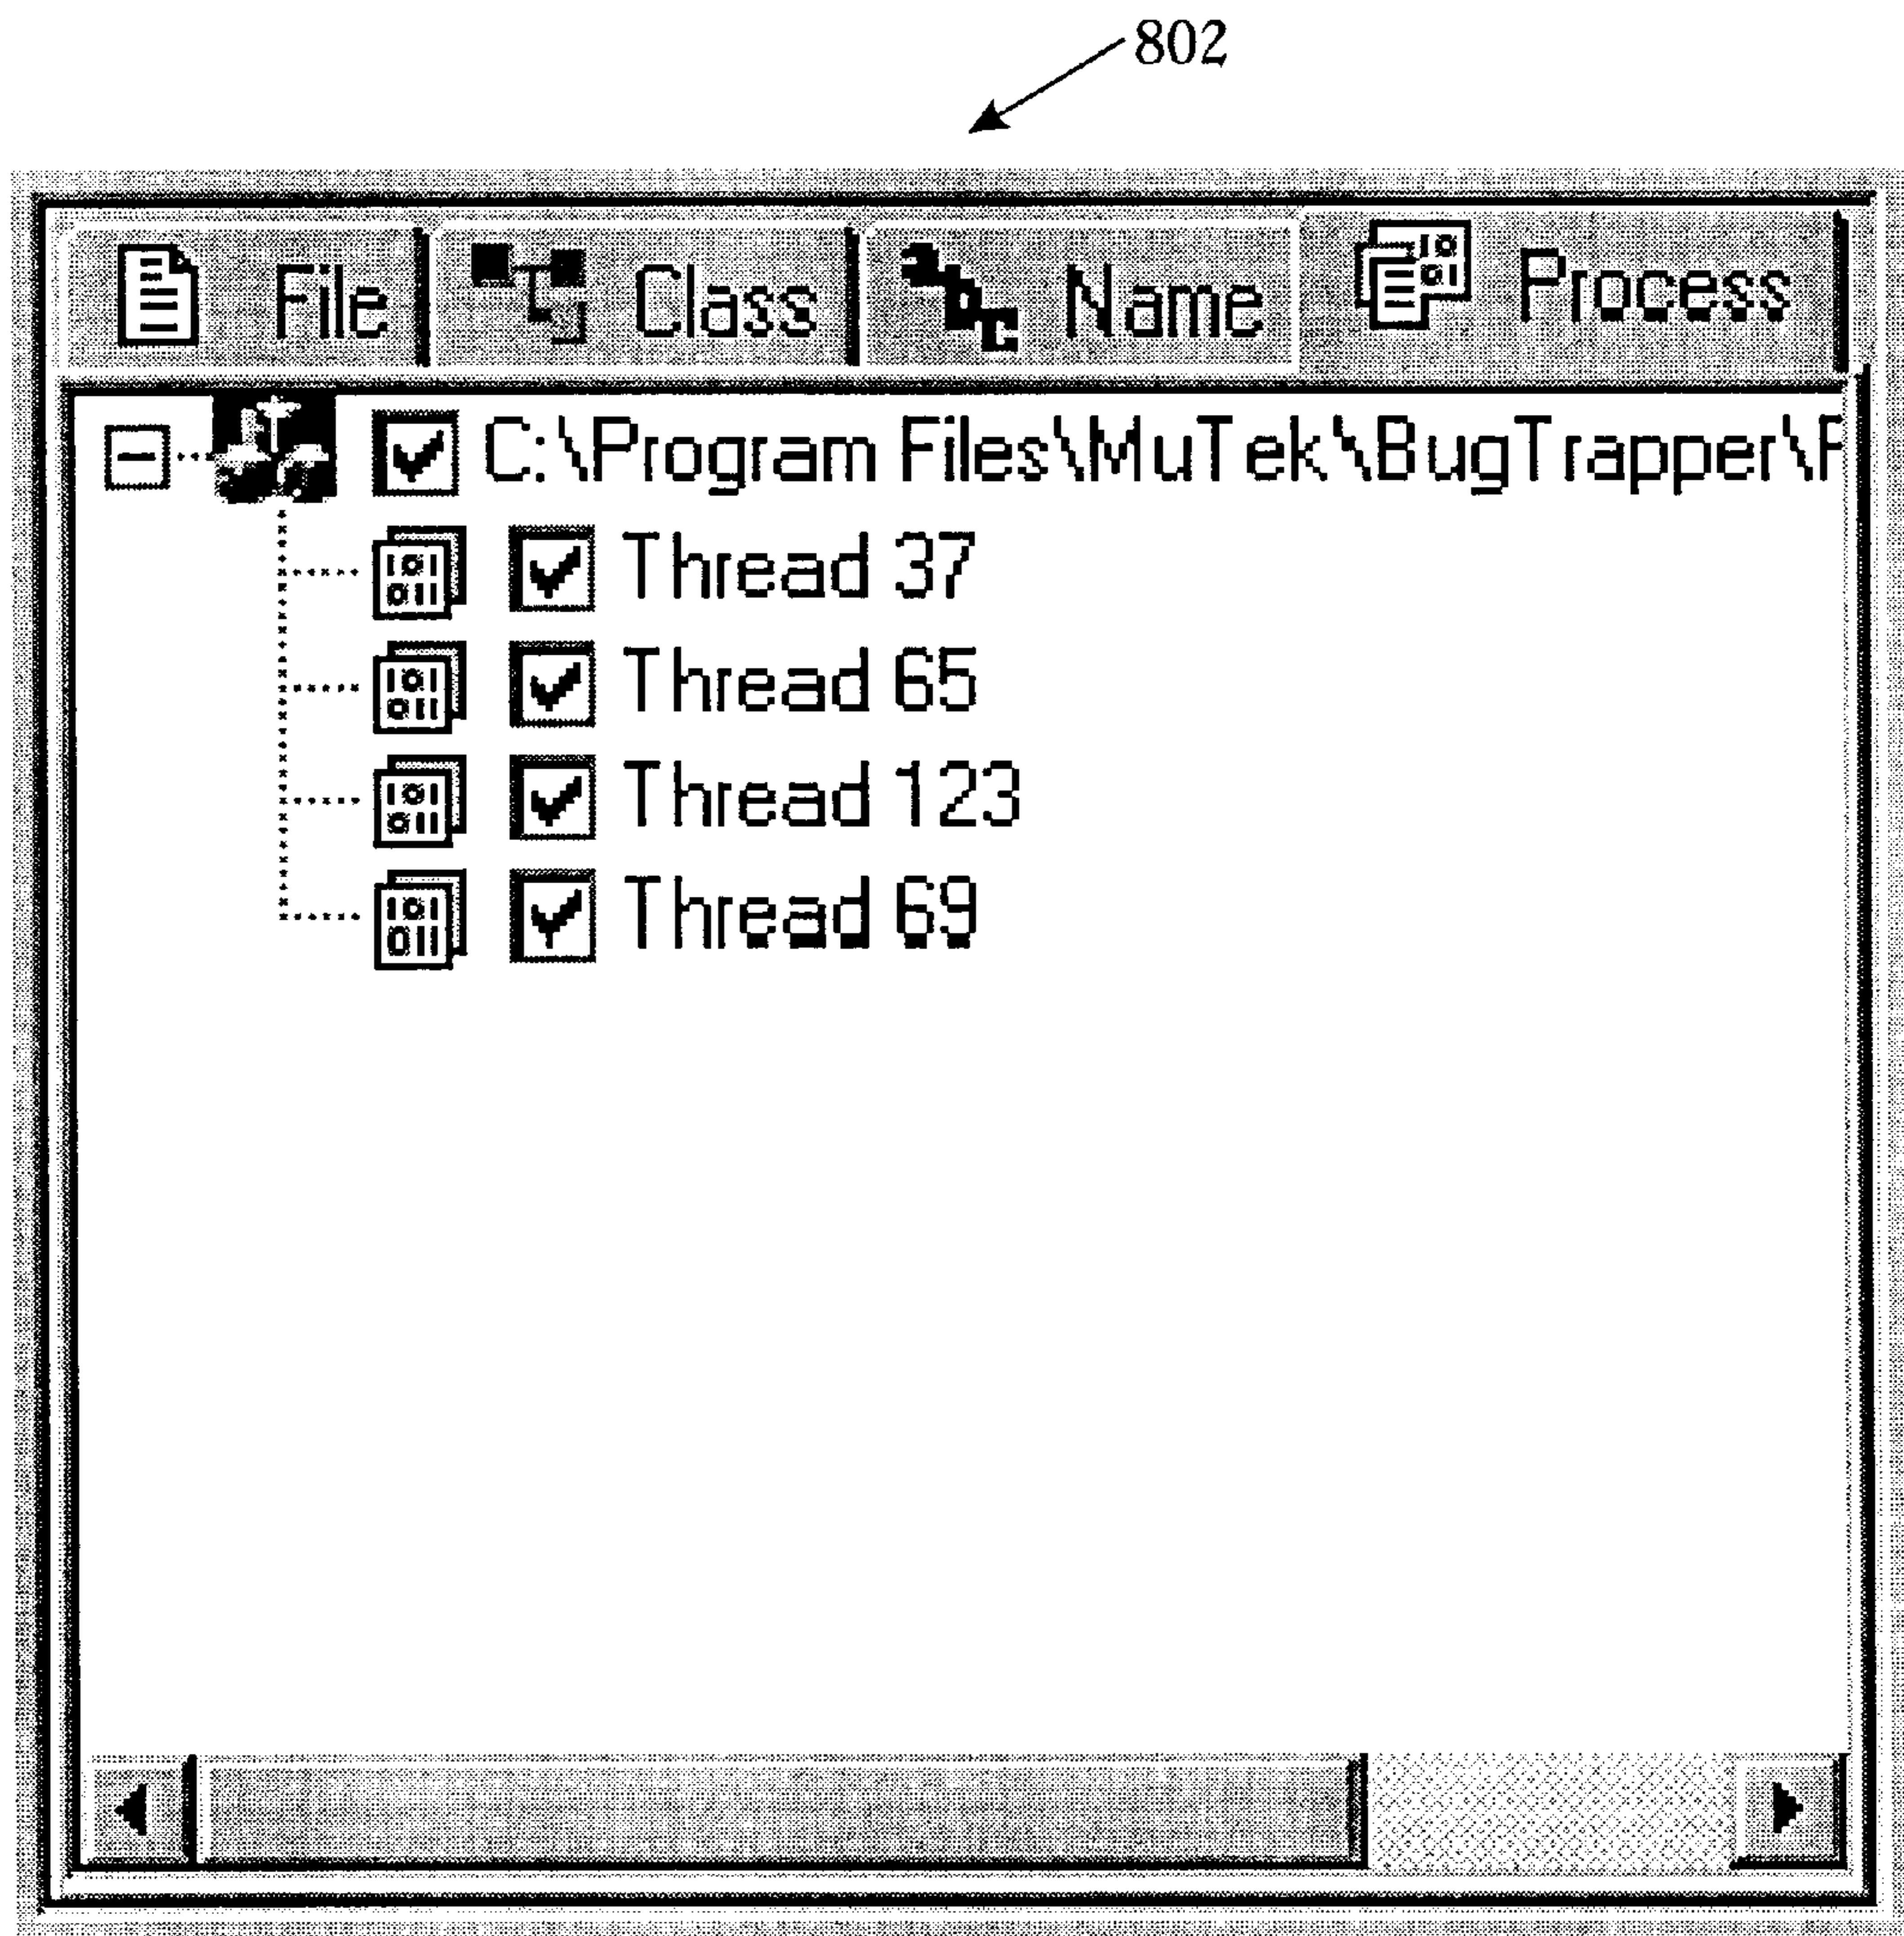 802
File Class Name Process
C:\Program Files\MuTek\BugTrapper\
Thread 37
Thread 65
Thread 123
Thread 69